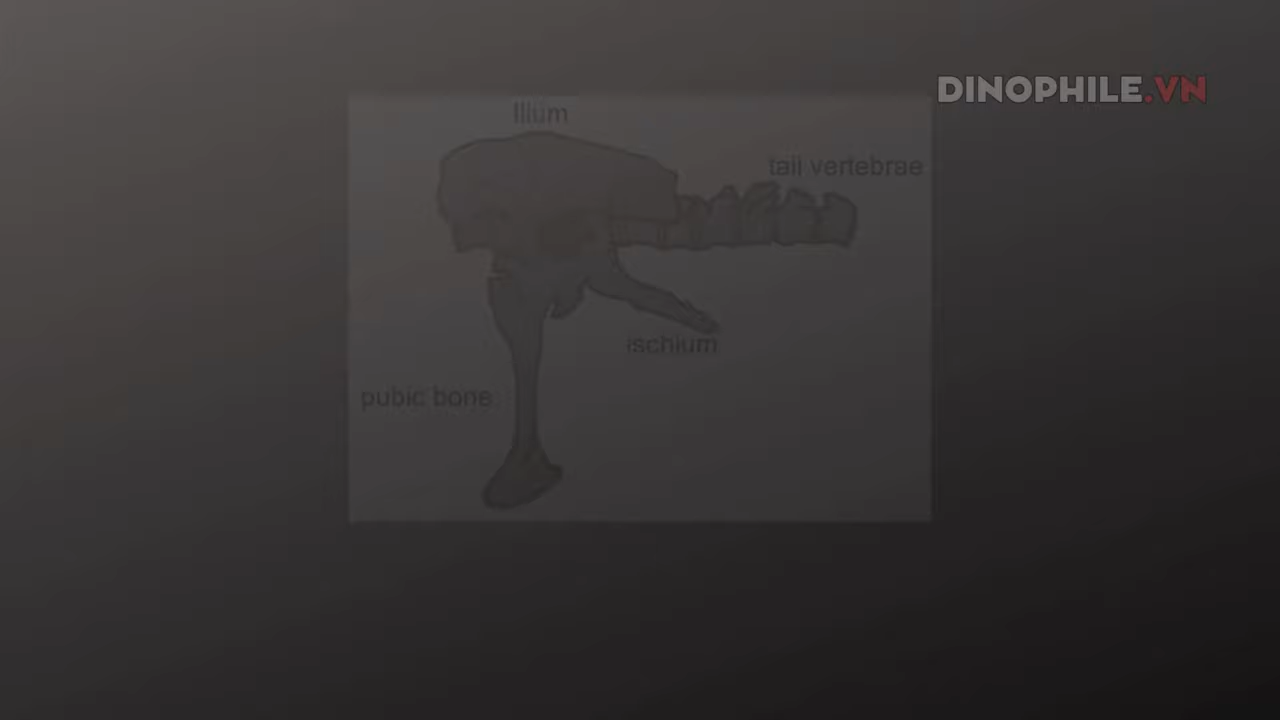 DINOPHILE.VN
Ilium
tail vertebrae
ischium
pubic bone